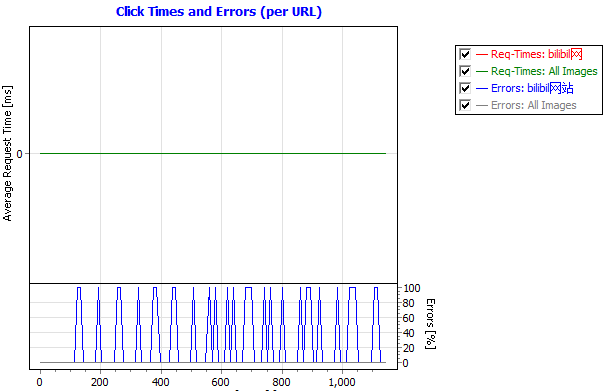 Click Times and Errors (per URL)
Req-Times: bilibil网
Req-Times: All Images
Errors: bilibil网站
Errors: All Images
Average Request Time [ms]
0
100
80
60
40
20
0
Errors [%]
0
200
400
600
800
1,000